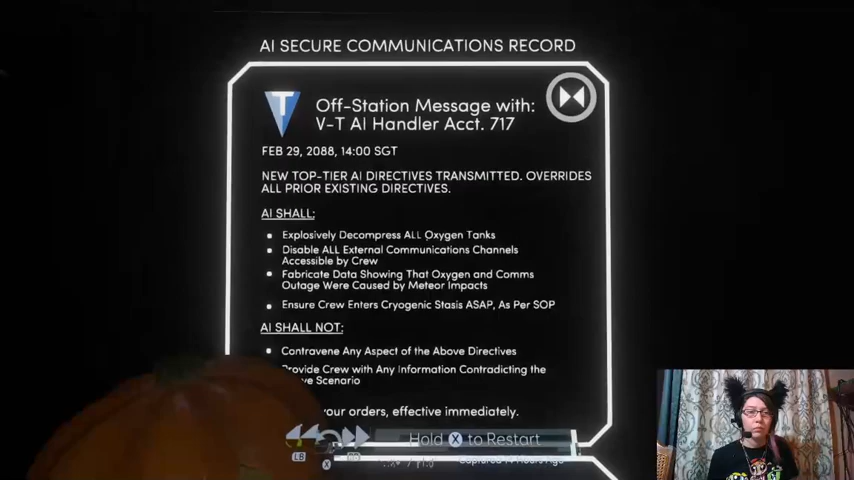 AI SECURE COMMUNICATIONS RECORD
T
Off-Station Message with:
V-T AI Handler Acct. 717
FEB 29, 2088, 14:00 SGT
NEW TOP-TIER AI DIRECTIVES TRANSMITTED. OVERRIDES
ALL PRIOR EXISTING DIRECTIVES.
AI SHALL:
Explosively Decompress ALL Oxygen Tanks
Disable ALL External Communications Channels
Accessible by Crew
Fabricate Data Showing That Oxygen and Comms
Outage Were Caused by Meteor Impacts
Ensure Crew Enters Cryogenic Stasis ASAP, As Per SOP
AI SHALL NOT:
Contravene Any Aspect of the Above Directives
Provide Crew with Any Information Contradicting the
Scenario
your orders, effective immediately.
Hold X to Restart
LB
X